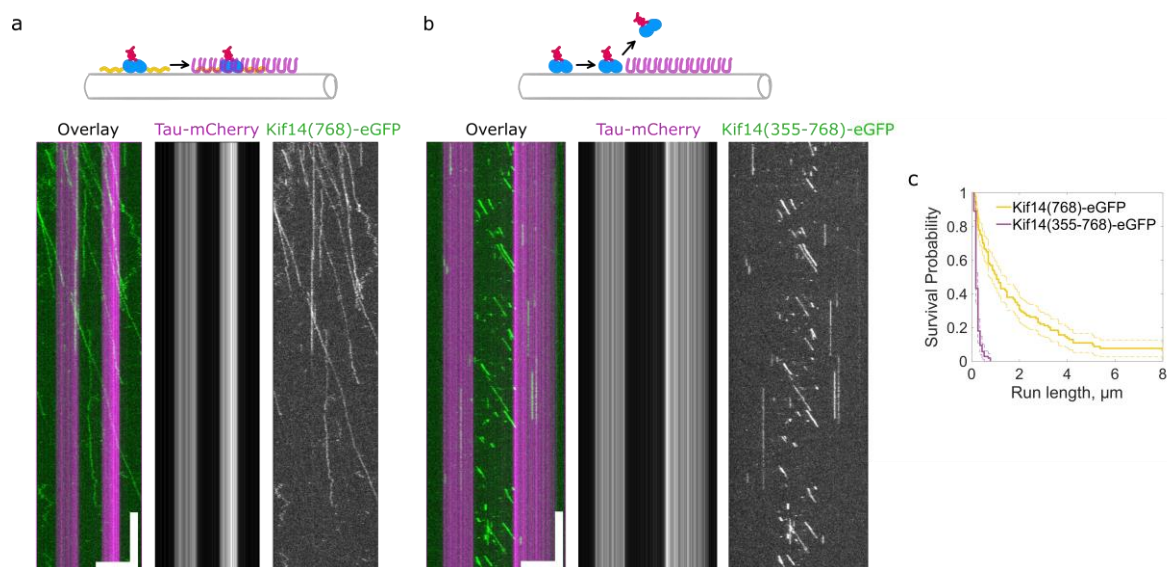 a
b
Overlay Tau-mCherry Kif14(768)-eGFP
Overlay Tau-mCherry Kif14(355-768)-eGFP
c
Survival Probability
1
0.8
0.6
0.4
0.2
0
Kif14(768)-eGFP
Kif14(355-768)-eGFP
0 2 4 6 8
Run length, µm